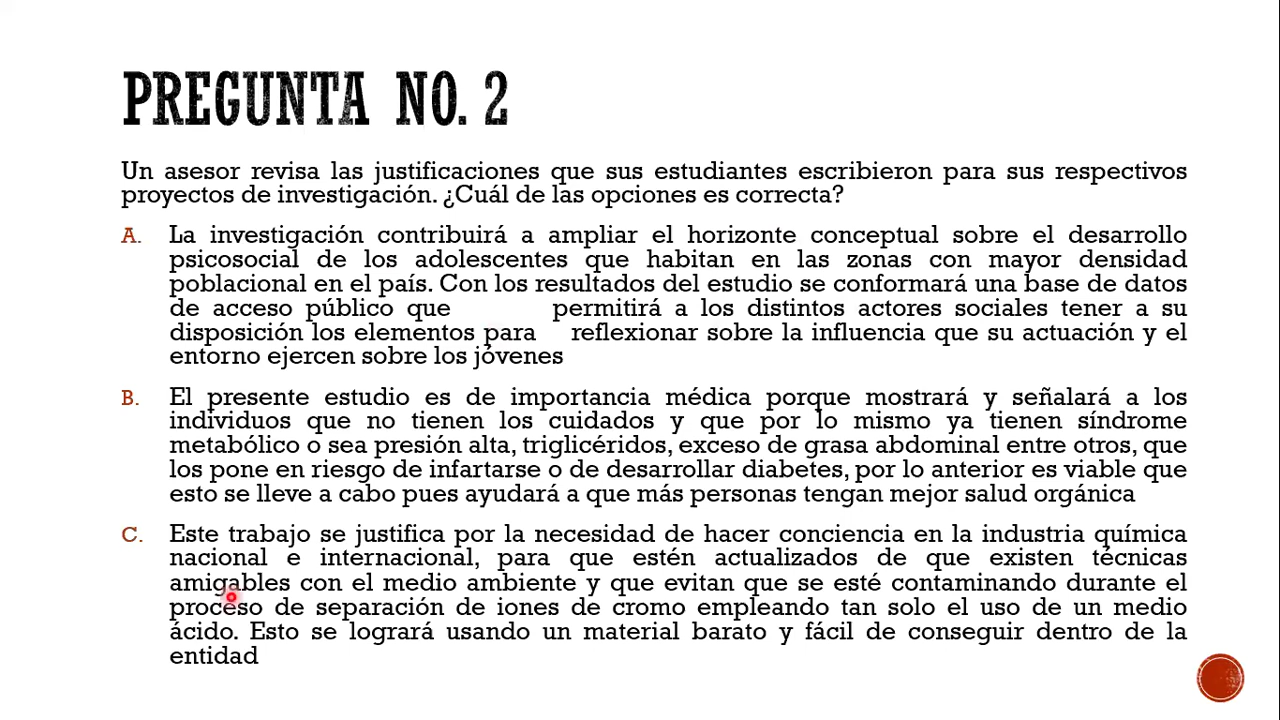 PREGUNTA NO. 2
Un asesor revisa las justificaciones que sus estudiantes escribieron para sus respectivos
proyectos de investigación. ¿Cuál de las opciones es correcta?
A. La investigación contribuirá a ampliar el horizonte conceptual sobre el desarrollo
psicosocial de los adolescentes que habitan en las zonas con mayor densidad
poblacional en el país. Con los resultados del estudio se conformará una base de datos
de acceso público que permitirá a los distintos actores sociales tener a su
disposición los elementos para reflexionar sobre la influencia que su actuación y el
entorno ejercen sobre los jóvenes
B. El presente estudio es de importancia médica porque mostrará y señalará a los
individuos que no tienen los cuidados y que por lo mismo ya tienen síndrome
metabólico o sea presión alta, triglicéridos, exceso de grasa abdominal entre otros, que
los pone en riesgo de infartarse o de desarrollar diabetes, por lo anterior es viable que
esto se lleve a cabo pues ayudará a que más personas tengan mejor salud orgánica
C. Este trabajo se justifica por la necesidad de hacer conciencia en la industria química
nacional e internacional, para que estén actualizados de que existen técnicas
amigables con el medio ambiente y que evitan que se esté contaminando durante el
proceso de separación de iones de cromo empleando tan solo el uso de un medio
ácido. Esto se logrará usando un material barato y fácil de conseguir dentro de la
entidad